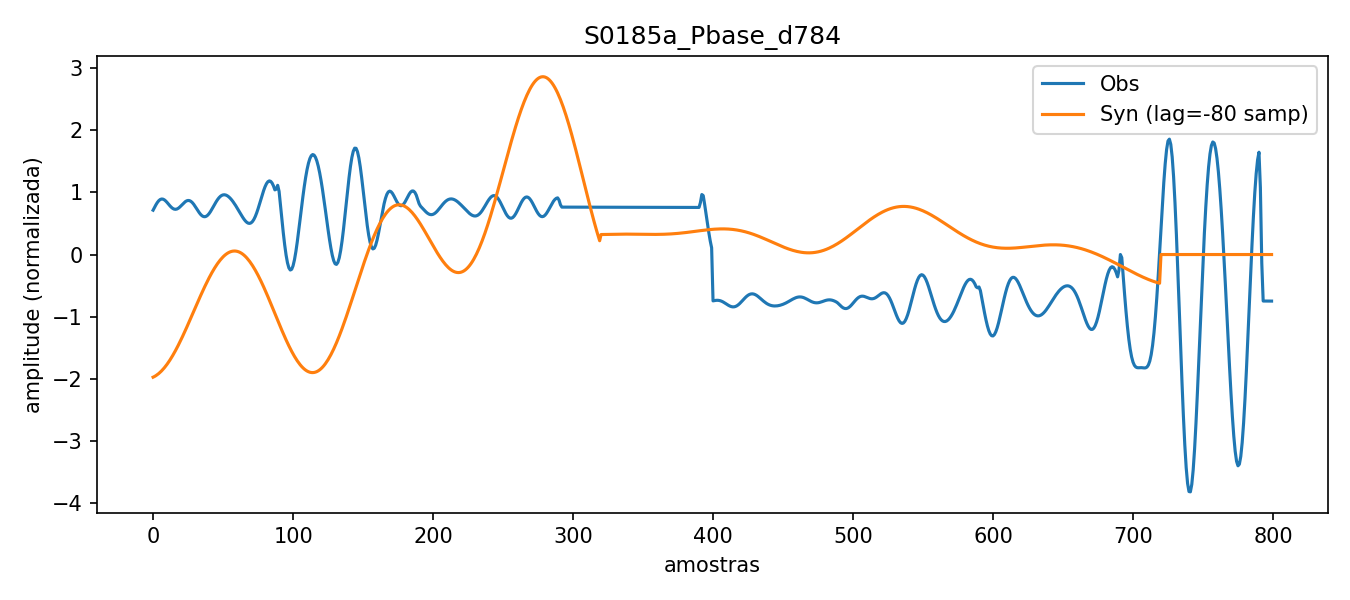 S0185a_Pbase_d784
Obs
Syn (lag=-80 samp)
amplitude (normalizada)
3
2
1
0
−1
−2
−3
−4
0 100 200 300 400 500 600 700 800
amostras